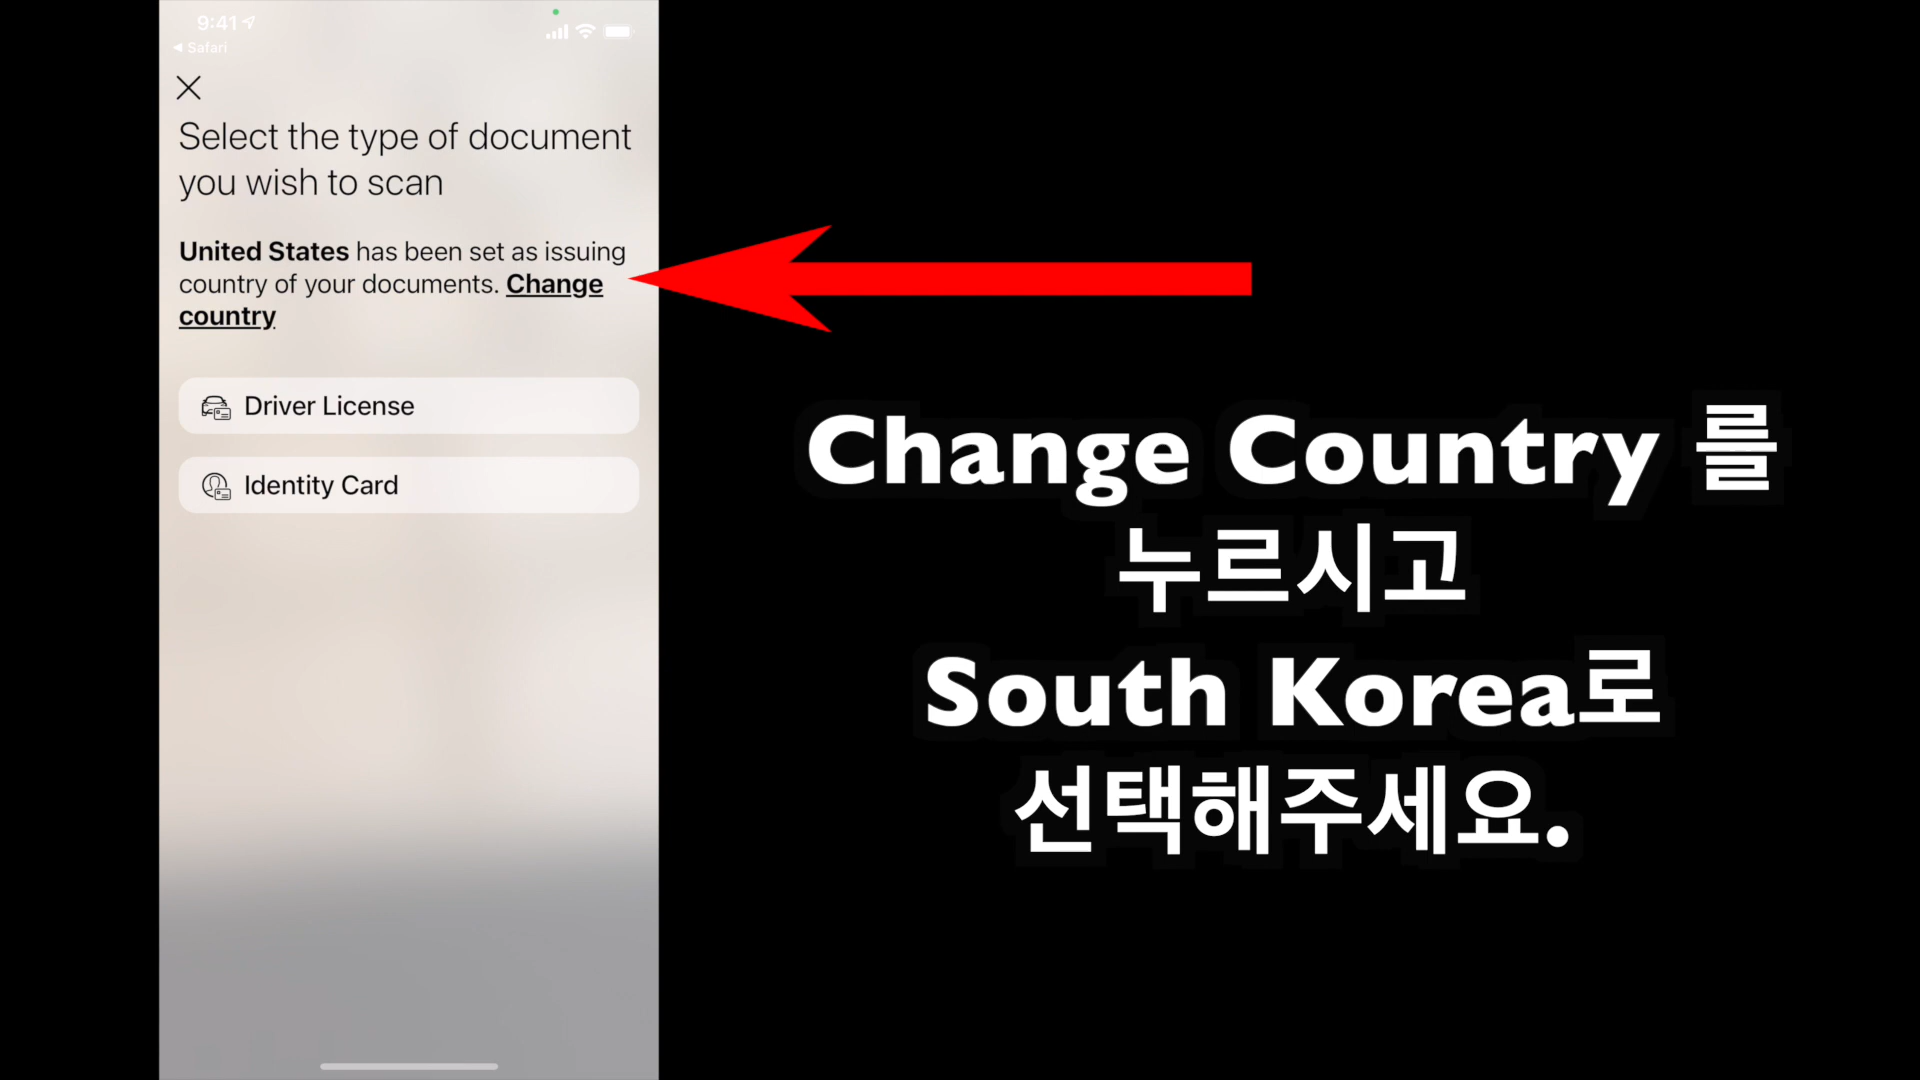 9:41
◀ Safari
Select the type of document
you wish to scan
United States has been set as issuing
country of your documents. Change
country
Driver License
Identity Card
Change Country 를
누르시고
South Korea로
선택해주세요.